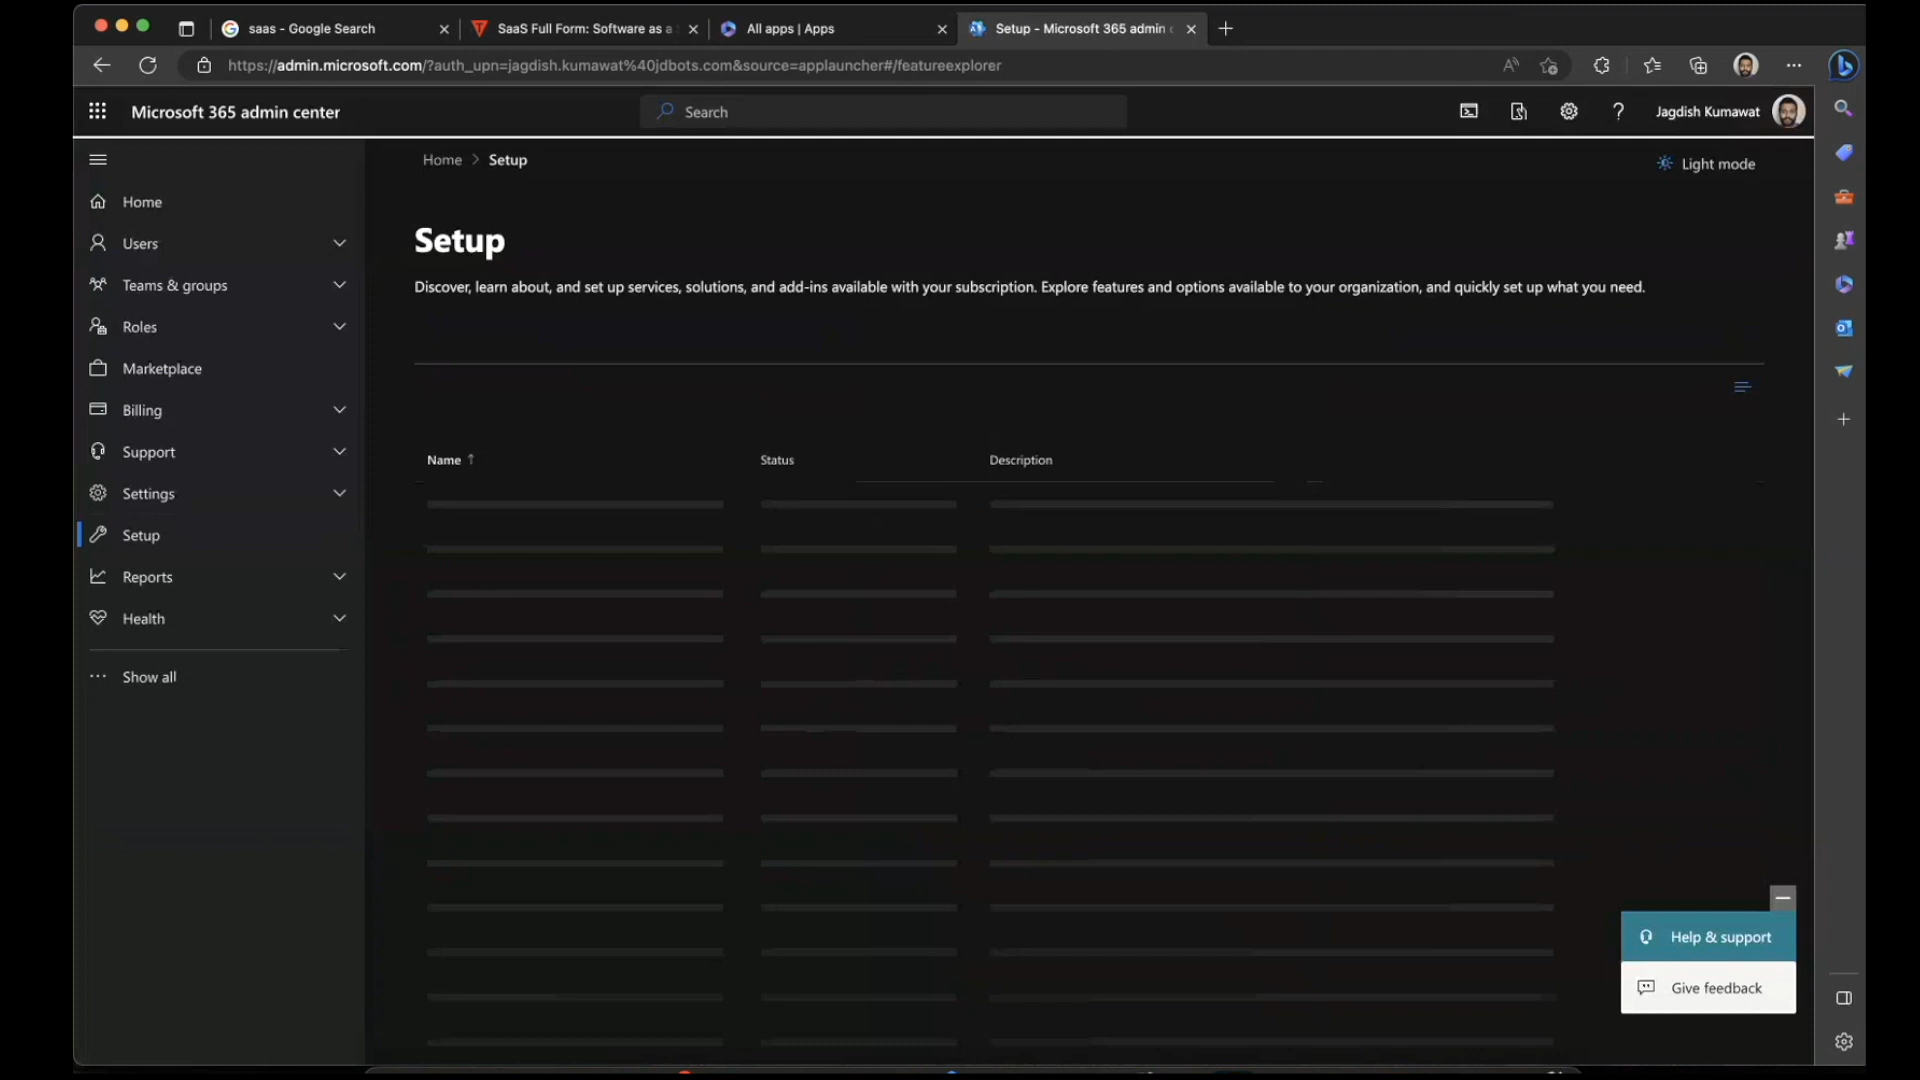 saas - Google Search
SaaS Full Form: Software as a
All apps | Apps
Setup - Microsoft 365 admin c
https://admin.microsoft.com/?auth_upn=jagdish.kumawat%40jdbots.com&source=applauncher#/featureexplorer
Microsoft 365 admin center
Search
Jagdish Kumawat
Home > Setup
Light mode
Home
Users
Teams & groups
Roles
Marketplace
Billing
Support
Settings
Setup
Reports
Health
Show all
Setup
Discover, learn about, and set up services, solutions, and add-ins available with your subscription. Explore features and options available to your organization, and quickly set up what you need.
Name ↑
Status
Description
Help & support
Give feedback